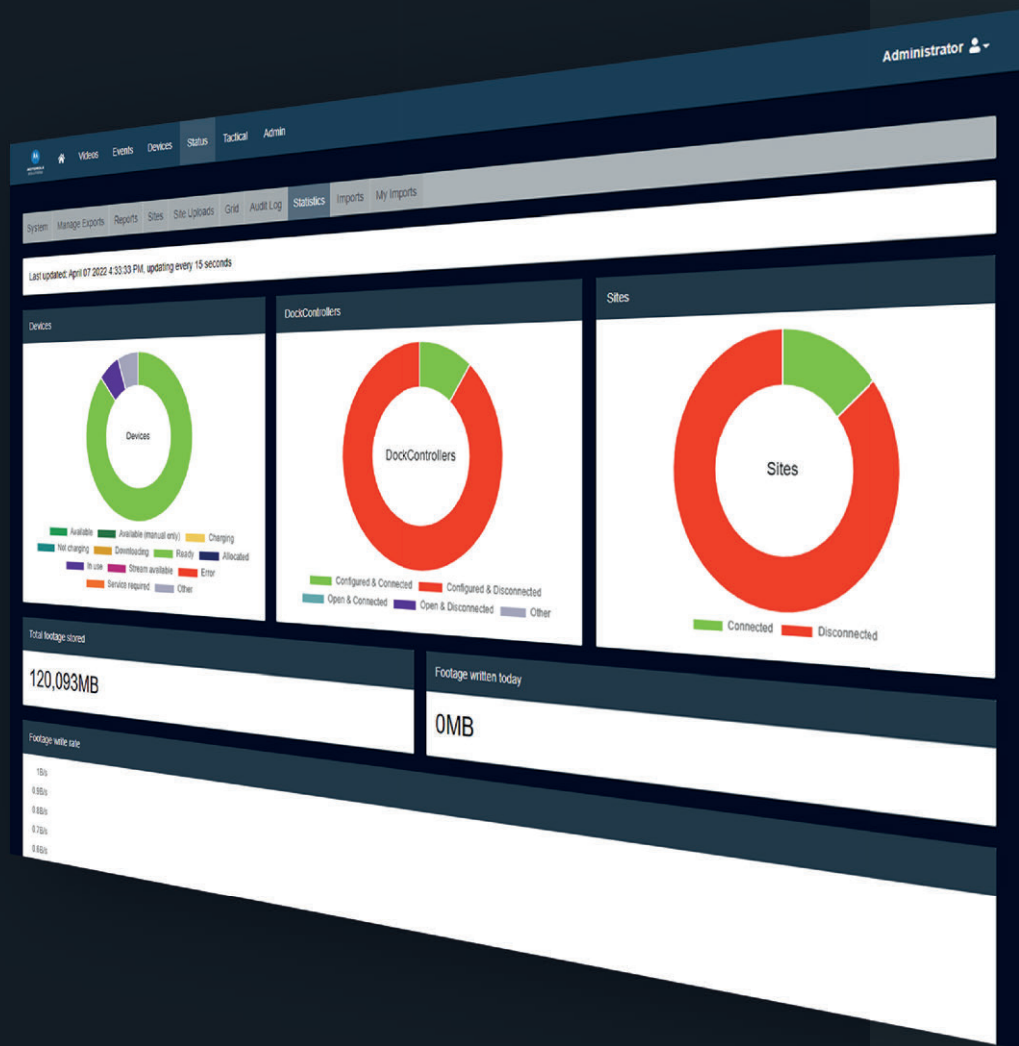 Administrator
Videos Events Devices Status Tactical Admin
System Manage Exports Reports Sites Site Uploads Grid Audit Log Statistics Imports My Imports
Last updated: April 07 2022 4:33:33 PM, updating every 15 seconds
Devices
DockControllers
Sites
Devices
DockControllers
Sites
Available Available (manual only) Charging
Not charging Downloading Ready Allocated
In use Stream available Error
Service required Other
Configured & Connected Configured & Disconnected
Open & Connected Open & Disconnected Other
Connected Disconnected
Total footage stored
120,093MB
Footage written today
0MB
Footage write rate
1B/s
0.9B/s
0.8B/s
0.7B/s
0.6B/s